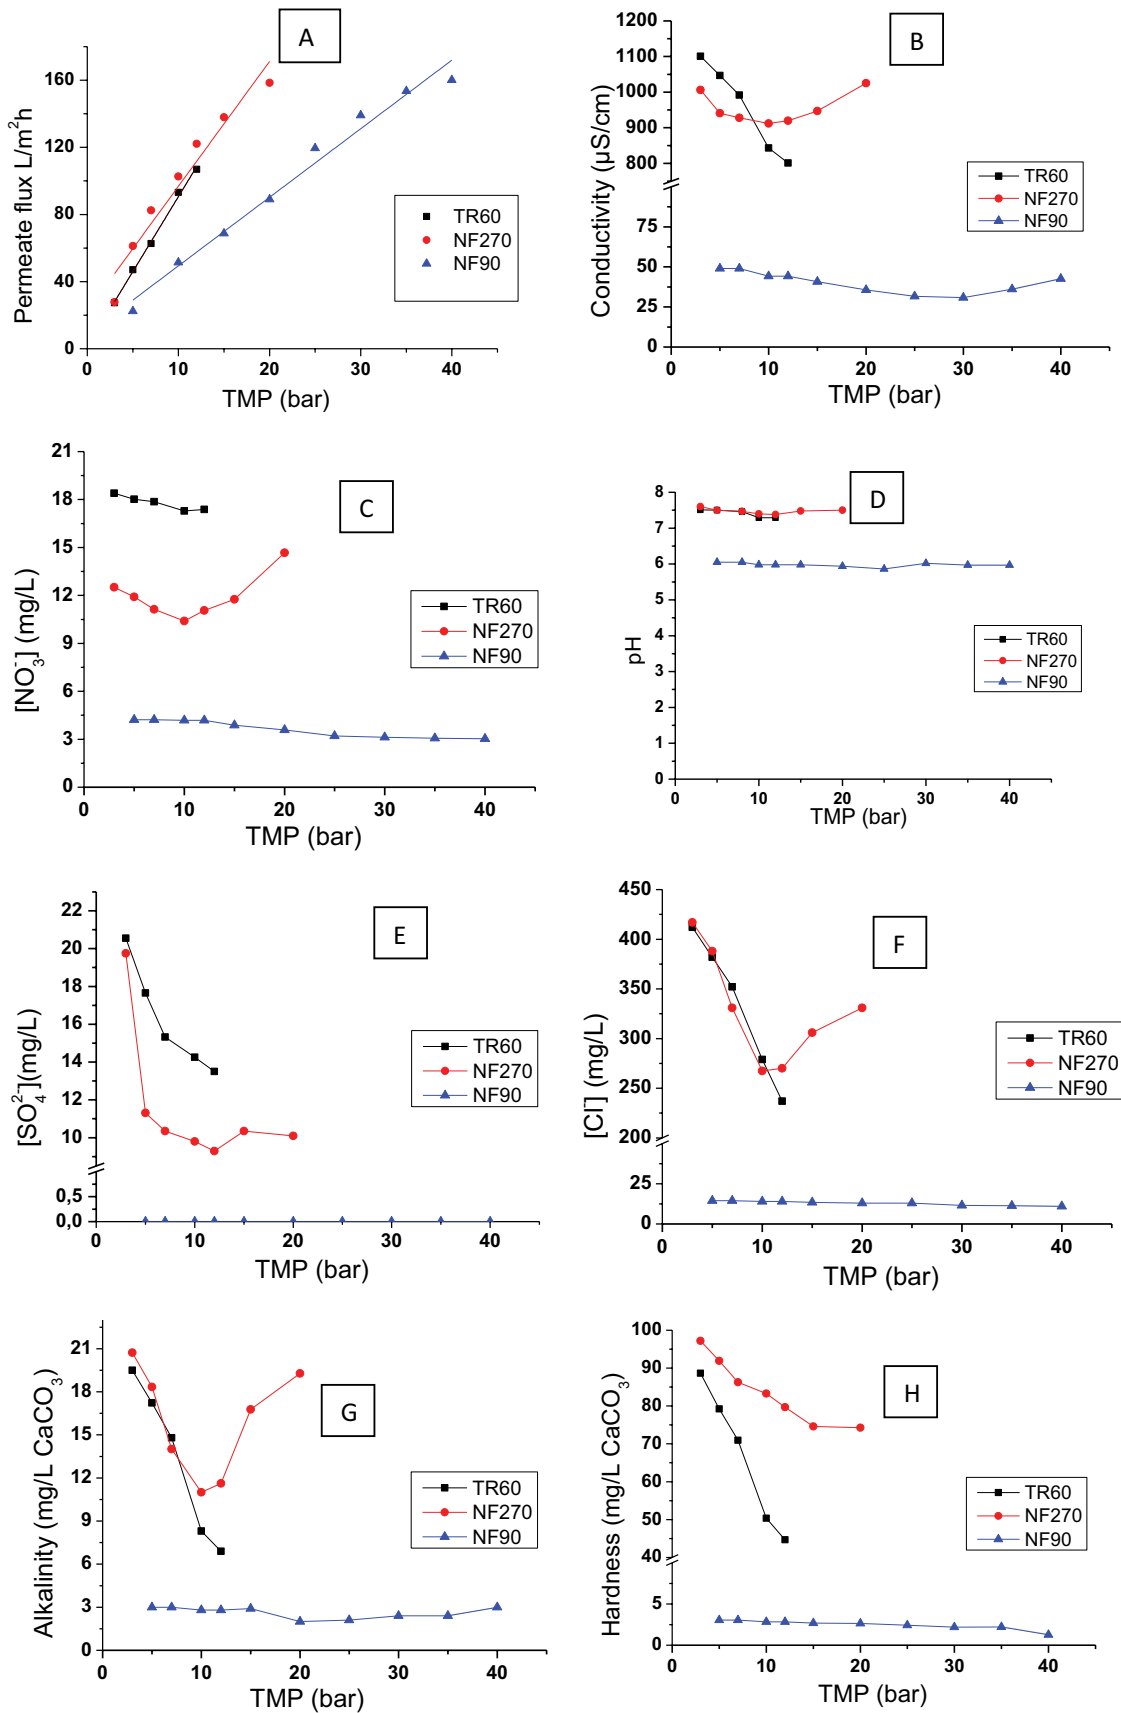 A
Permeate flux L/m²h
160
120
80
40
0
0 10 20 30 40
TMP (bar)
TR60
NF270
NF90
B
Conductivity (µS/cm)
1200
1100
1000
900
800
75
50
25
0
0 10 20 30 40
TMP (bar)
TR60
NF270
NF90
C
[NO₃⁻] (mg/L)
21
18
15
12
9
6
3
0
0 10 20 30 40
TMP (bar)
TR60
NF270
NF90
D
pH
8
7
6
5
4
3
2
1
0
0 10 20 30 40
TMP (bar)
TR60
NF270
NF90
E
[SO₄²⁻](mg/L)
22
20
18
16
14
12
10
0,5
0,0
0 10 20 30 40
TMP (bar)
TR60
NF270
NF90
F
[Cl⁻] (mg/L)
450
400
350
300
250
200
25
0
0 10 20 30 40
TMP (bar)
TR60
NF270
NF90
G
Alkalinity (mg/L CaCO₃)
21
18
15
12
9
6
3
0
0 10 20 30 40
TMP (bar)
TR60
NF270
NF90
H
Hardness (mg/L CaCO₃)
100
90
80
70
60
50
40
5
0
0 10 20 30 40
TMP (bar)
TR60
NF270
NF90